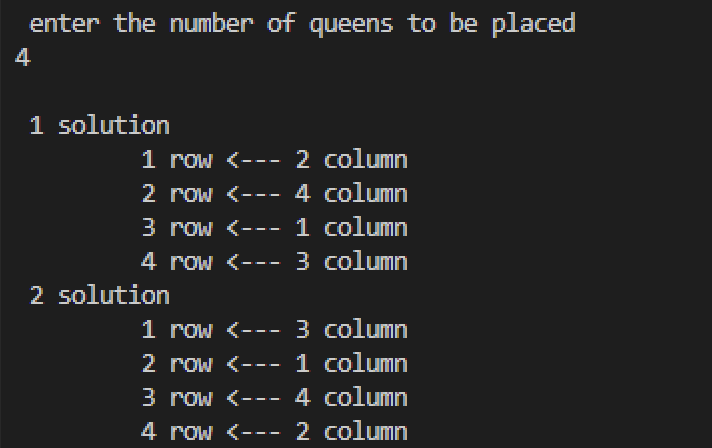 enter the number of queens to be placed
4
1 solution
1 row <--- 2 column
2 row <--- 4 column
3 row <--- 1 column
4 row <--- 3 column
2 solution
1 row <--- 3 column
2 row <--- 1 column
3 row <--- 4 column
4 row <--- 2 column